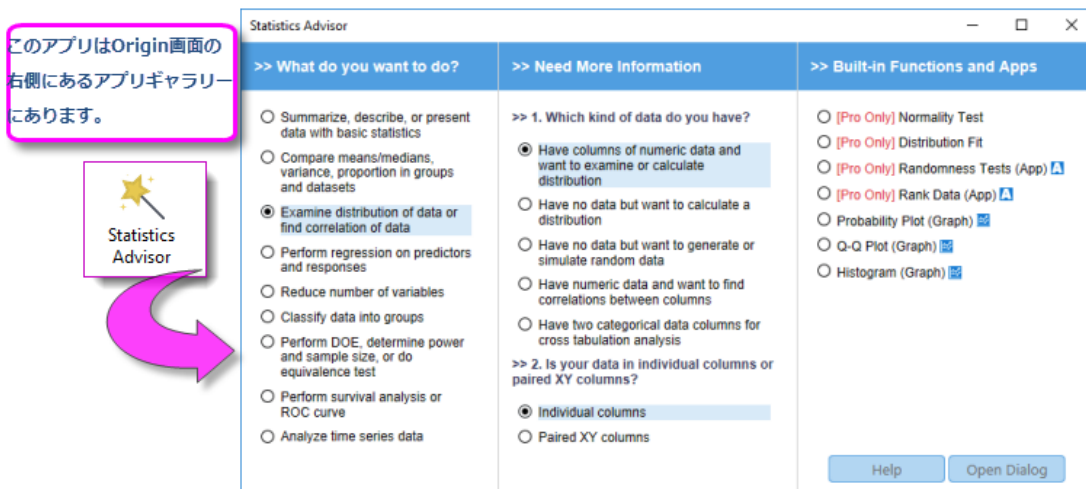 このアプリはOrigin画面の
右側にあるアプリギャラリー
にあります。
Statistics
Advisor
Statistics Advisor
>> What do you want to do?
Summarize, describe, or present
data with basic statistics
Compare means/medians,
variance, proportion in groups
and datasets
Examine distribution of data or
find correlation of data
Perform regression on predictors
and responses
Reduce number of variables
Classify data into groups
Perform DOE, determine power
and sample size, or do
equivalence test
Perform survival analysis or
ROC curve
Analyze time series data
>> Need More Information
>> 1. Which kind of data do you have?
Have columns of numeric data and
want to examine or calculate
distribution
Have no data but want to calculate a
distribution
Have no data but want to generate or
simulate random data
Have numeric data and want to find
correlations between columns
Have two categorical data columns for
cross tabulation analysis
>> 2. Is your data in individual columns or
paired XY columns?
Individual columns
Paired XY columns
>> Built-in Functions and Apps
[Pro Only] Normality Test
[Pro Only] Distribution Fit
[Pro Only] Randomness Tests (App)
[Pro Only] Rank Data (App)
Probability Plot (Graph)
Q-Q Plot (Graph)
Histogram (Graph)
Help
Open Dialog